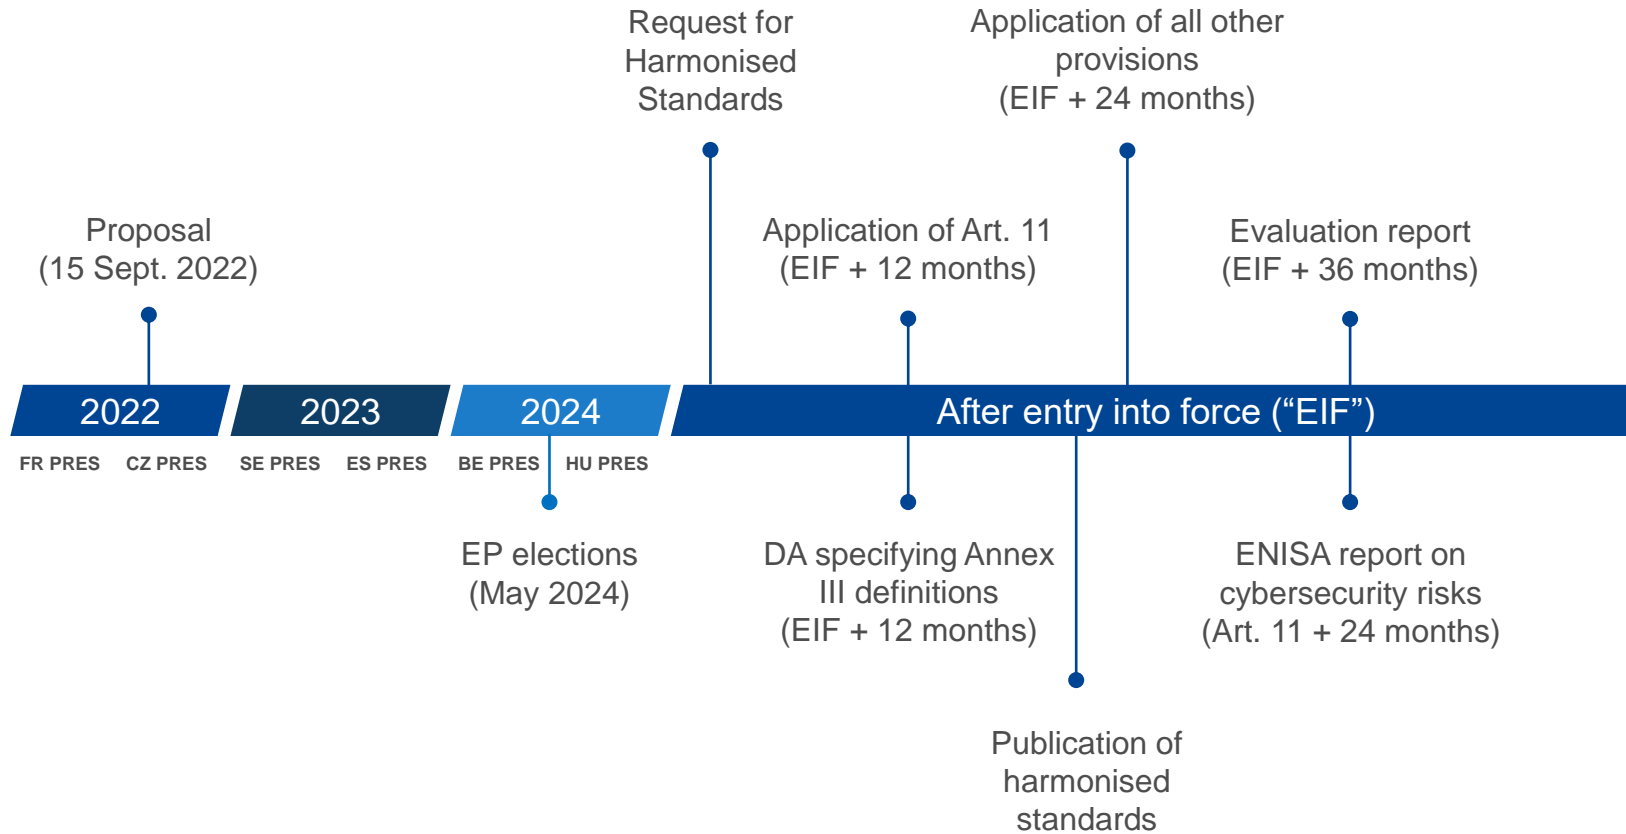 Request for
Harmonised
Standards
Application of all other
provisions
(EIF + 24 months)
Proposal
(15 Sept. 2022)
Application of Art. 11
(EIF + 12 months)
Evaluation report
(EIF + 36 months)
2022
2023
2024
After entry into force (“EIF”)
FR PRES
CZ PRES
SE PRES
ES PRES
BE PRES
HU PRES
EP elections
(May 2024)
DA specifying Annex
III definitions
(EIF + 12 months)
ENISA report on
cybersecurity risks
(Art. 11 + 24 months)
Publication of
harmonised
standards